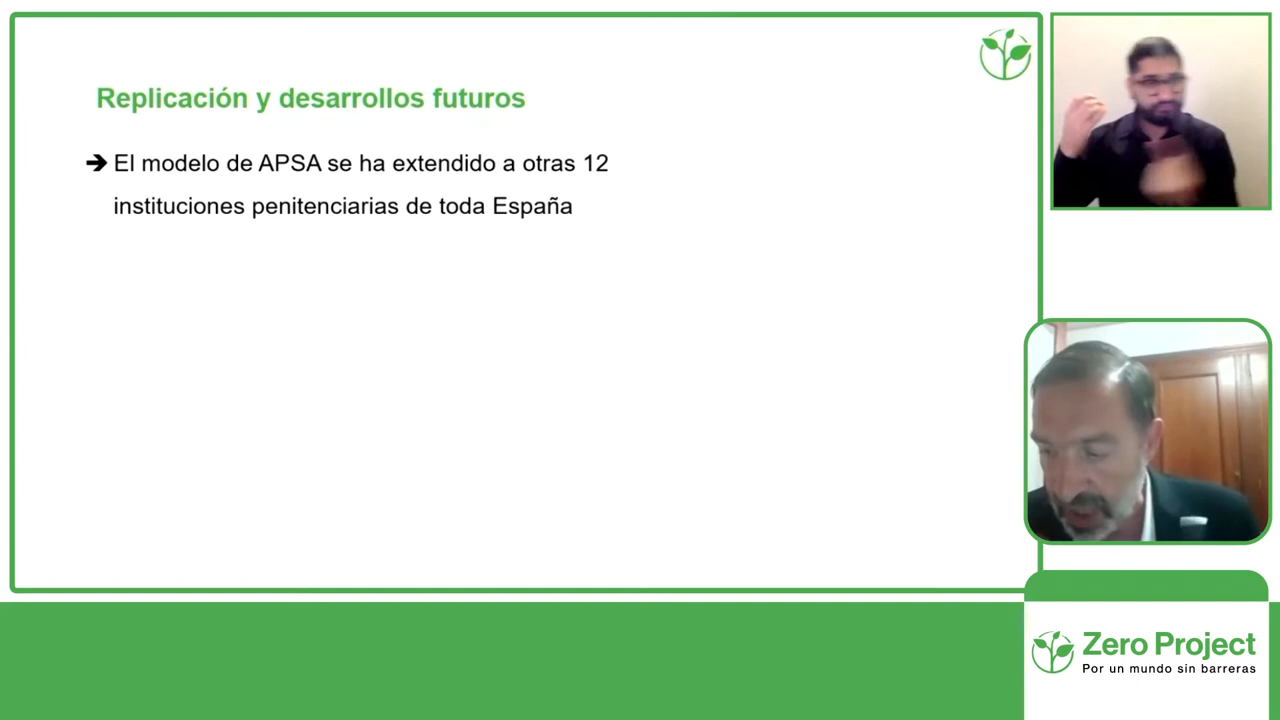 Replicación y desarrollos futuros
➔ El modelo de APSA se ha extendido a otras 12
instituciones penitenciarias de toda España
Zero Project
Por un mundo sin barreras